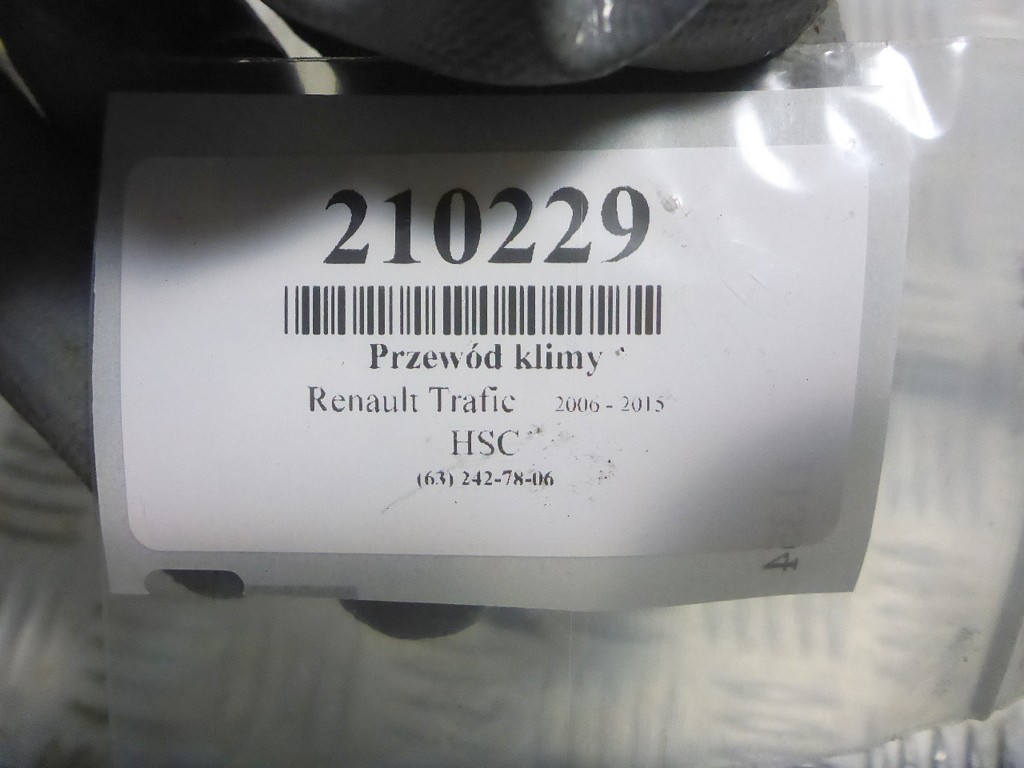 210229
Przewód klimy
Renault Trafic 2006 - 2015
HSC
(63) 242-78-06